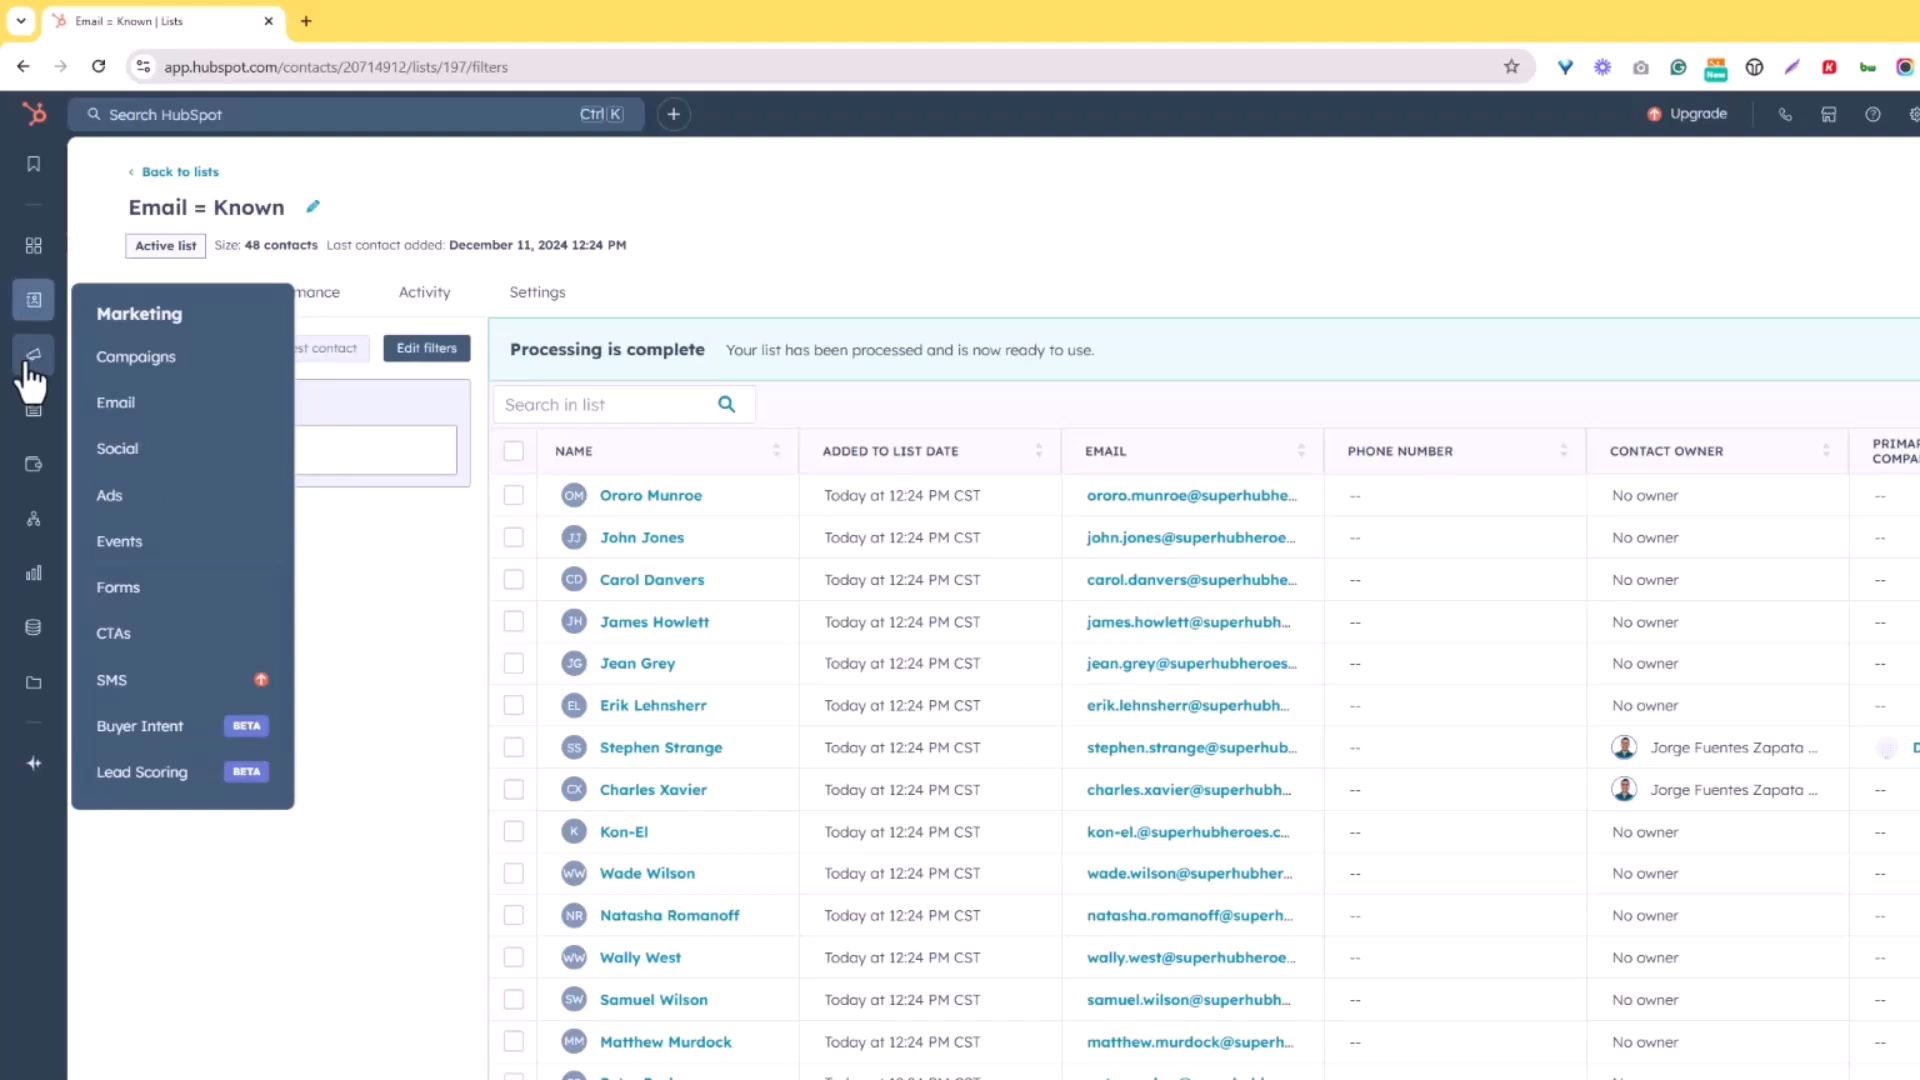 Email = Known | Lists
app.hubspot.com/contacts/20714912/lists/197/filters
New
bw
Search HubSpot
Ctrl K
Upgrade
Back to lists
Email = Known
Active list Size: 48 contacts Last contact added: December 11, 2024 12:24 PM
mance Activity Settings
Marketing
Campaigns
Email
Social
Ads
Events
Forms
CTAs
SMS
Buyer Intent BETA
Lead Scoring BETA
est contact Edit filters
Processing is complete Your list has been processed and is now ready to use.
Search in list
NAME ADDED TO LIST DATE EMAIL PHONE NUMBER CONTACT OWNER PRIMAR
COMPA
OM Ororo Munroe Today at 12:24 PM CST ororo.munroe@superhubhe... -- No owner --
JJ John Jones Today at 12:24 PM CST john.jones@superhubheroe... -- No owner --
CD Carol Danvers Today at 12:24 PM CST carol.danvers@superhubhe... -- No owner --
JH James Howlett Today at 12:24 PM CST james.howlett@superhubh... -- No owner --
JG Jean Grey Today at 12:24 PM CST jean.grey@superhubheroes... -- No owner --
EL Erik Lehnsherr Today at 12:24 PM CST erik.lehnsherr@superhubh... -- No owner --
SS Stephen Strange Today at 12:24 PM CST stephen.strange@superhub... -- Jorge Fuentes Zapata ...
CX Charles Xavier Today at 12:24 PM CST charles.xavier@superhubh... -- Jorge Fuentes Zapata ... --
K Kon-El Today at 12:24 PM CST kon-el.@superhubheroes.c... -- No owner --
WW Wade Wilson Today at 12:24 PM CST wade.wilson@superhubher... -- No owner --
NR Natasha Romanoff Today at 12:24 PM CST natasha.romanoff@superh... -- No owner --
WW Wally West Today at 12:24 PM CST wally.west@superhubheroe... -- No owner --
SW Samuel Wilson Today at 12:24 PM CST samuel.wilson@superhubh... -- No owner --
MM Matthew Murdock Today at 12:24 PM CST matthew.murdock@superh... -- No owner --